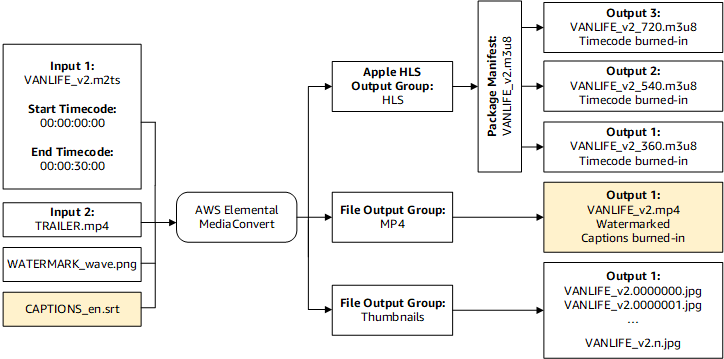 Input 1:
VANLIFE_v2.m2ts
Start Timecode:
00:00:00:00
End Timecode:
00:00:30:00
Input 2:
TRAILER.mp4
WATERMARK_wave.png
CAPTIONS_en.srt
AWS Elemental
MediaConvert
Apple HLS
Output Group:
HLS
File Output Group:
MP4
File Output Group:
Thumbnails
Package Manifest:
VANLIFE_v2.m3u8
Output 3:
VANLIFE_v2_720.m3u8
Timecode burned-in
Output 2:
VANLIFE_v2_540.m3u8
Timecode burned-in
Output 1:
VANLIFE_v2_360.m3u8
Timecode burned-in
Output 1:
VANLIFE_v2.mp4
Watermarked
Captions burned-in
Output 1:
VANLIFE_v2.0000000.jpg
VANLIFE_v2.0000001.jpg
...
VANLIFE_v2.n.jpg